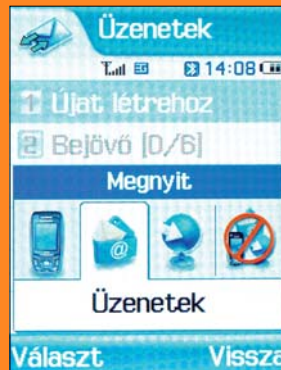 Üzenetek
14:08
1 Újat létrehoz
2 Bejövő [0/6]
Megnyit
@
Üzenetek
Választ Vissza